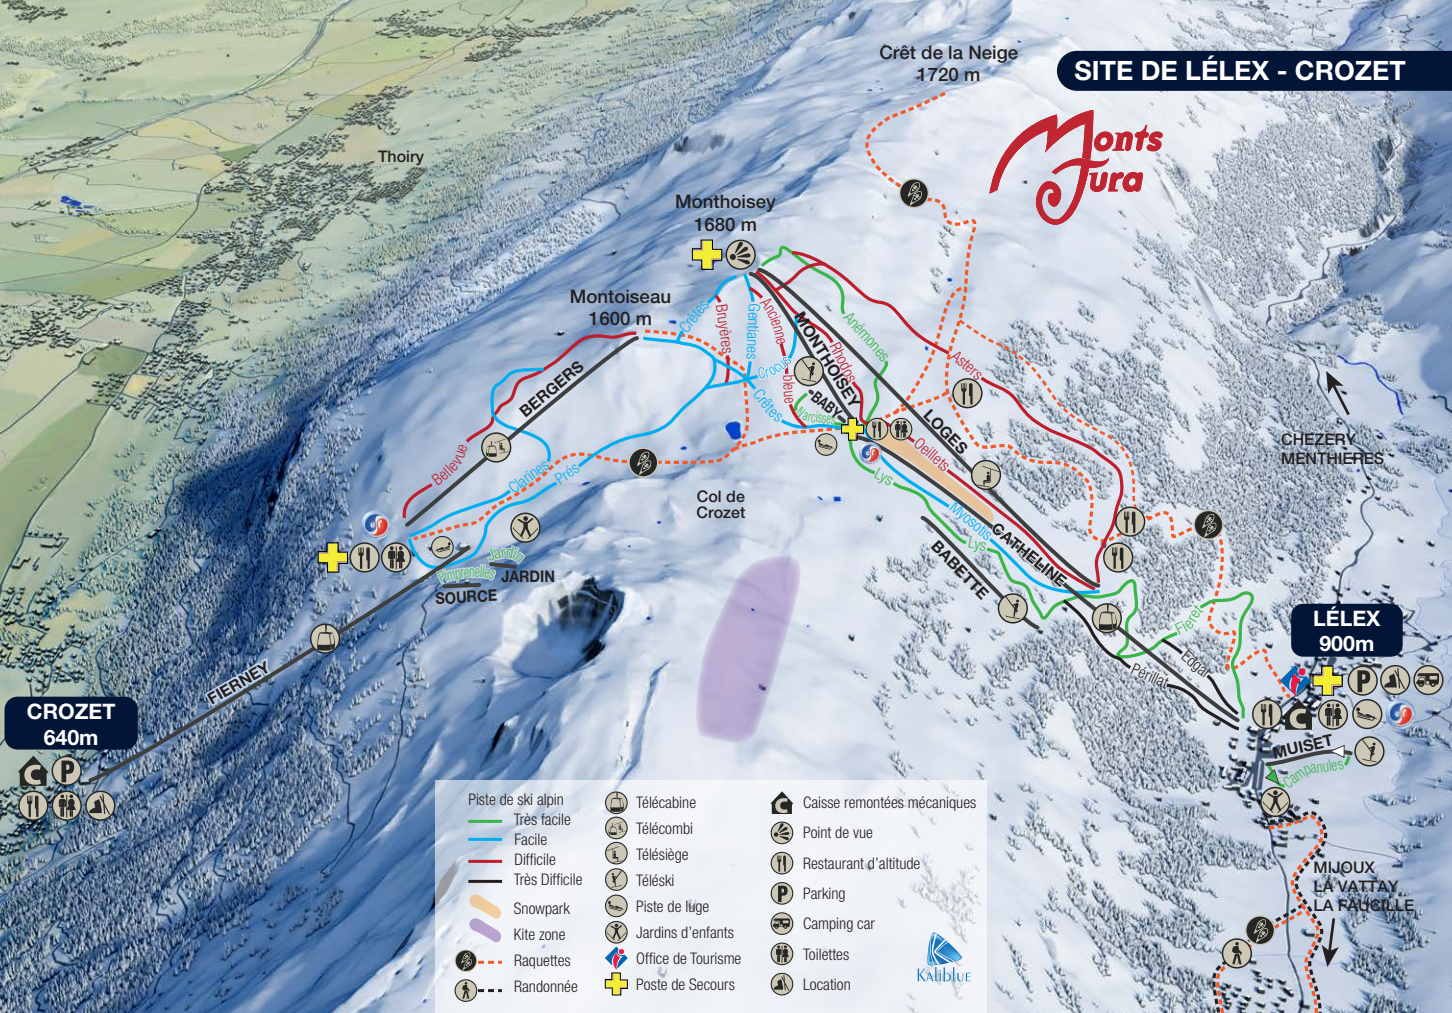 Crêt de la Neige
1720 m
SITE DE LÉLEX - CROZET
Monts
Jura
Thoiry
Monthoisey
1680 m
Montoiseau
1600 m
Crêtes
Bruyères
Gentianes
Ancienne
bleue
MONTHOISEY
Rhodos
Anémones
Asters
Crocus
Crêtes
BABY
Narcisses
LOGES
Oeillets
BERGERS
Bellevue
Clarines
Prés
CHEZERY
MENTHIERES
Col de
Crozet
Lys
Myosotis
Lys
CATHELINE
BABETTE
Jardin
JARDIN
Pimprenelles
SOURCE
FIERNEY
Fierel
Edgar
Périllat
LÉLEX
900m
CROZET
640m
MUISET
Campanules
MIJOUX
LA VATTAY
LA FAUCILLE
Piste de ski alpin
Très facile
Facile
Difficile
Très Difficile
Snowpark
Kite zone
Raquettes
Randonnée
Télécabine
Télécombi
Télésiège
Téléski
Piste de luge
Jardins d'enfants
Office de Tourisme
Poste de Secours
Caisse remontées mécaniques
Point de vue
Restaurant d'altitude
Parking
Camping car
Toilettes
Location
KALIBLUE